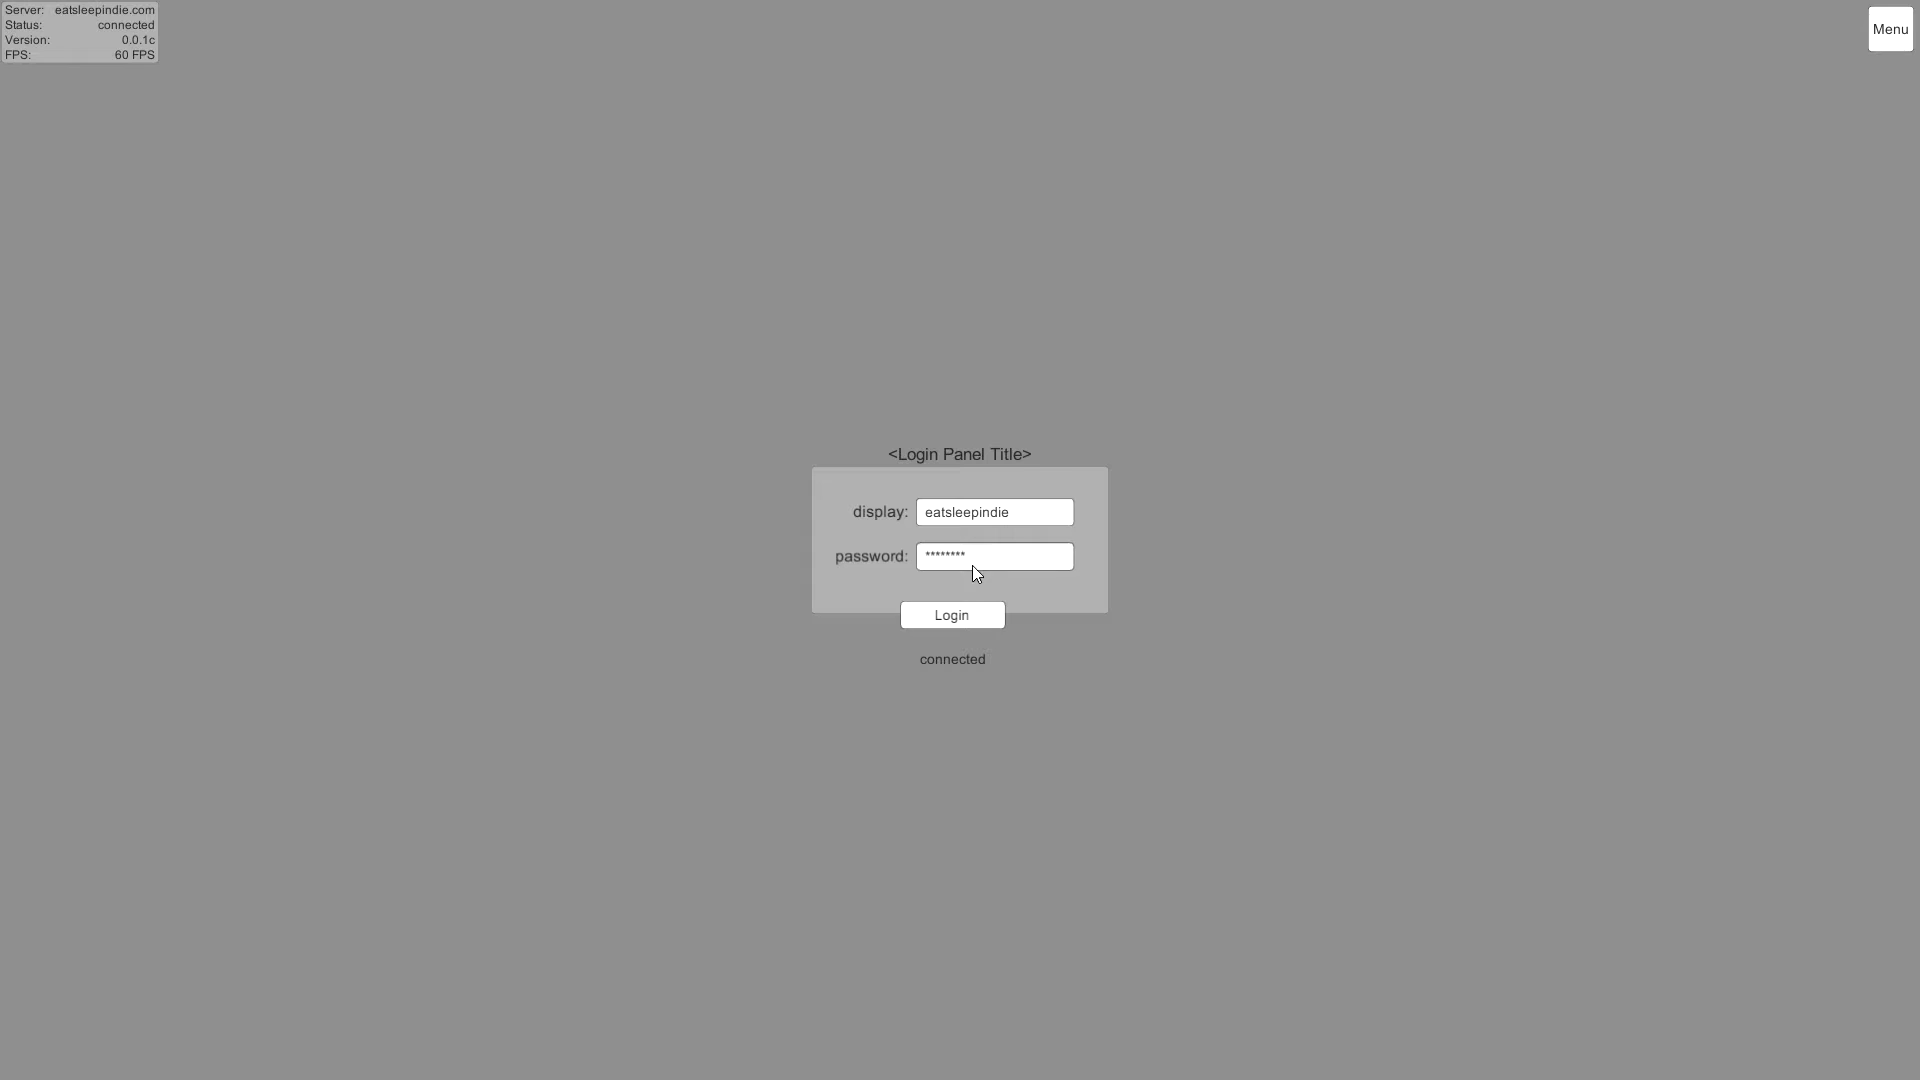 Server: eatsleepindie.com
Status: connected
Version: 0.0.1c
FPS: 60 FPS
Menu
<Login Panel Title>
display: eatsleepindie
password: ********
Login
connected